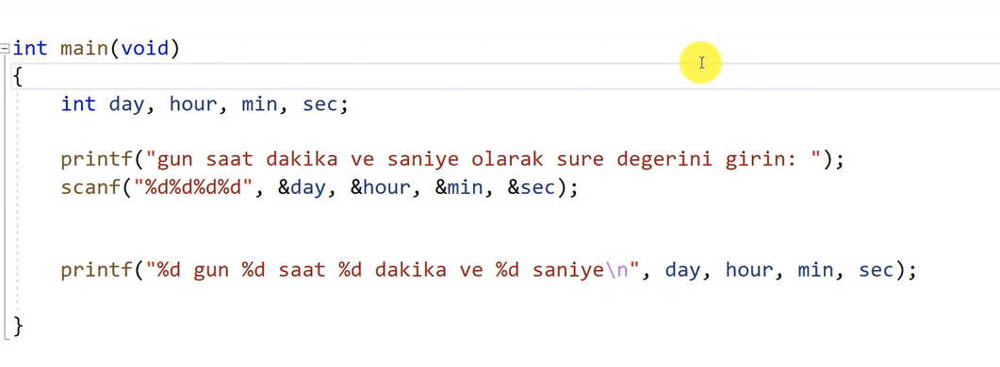 int main(void)
{
int day, hour, min, sec;
printf("gun saat dakika ve saniye olarak sure degerini girin: ");
scanf("%d%d%d%d", &day, &hour, &min, &sec);
printf("%d gun %d saat %d dakika ve %d saniye\n", day, hour, min, sec);
}